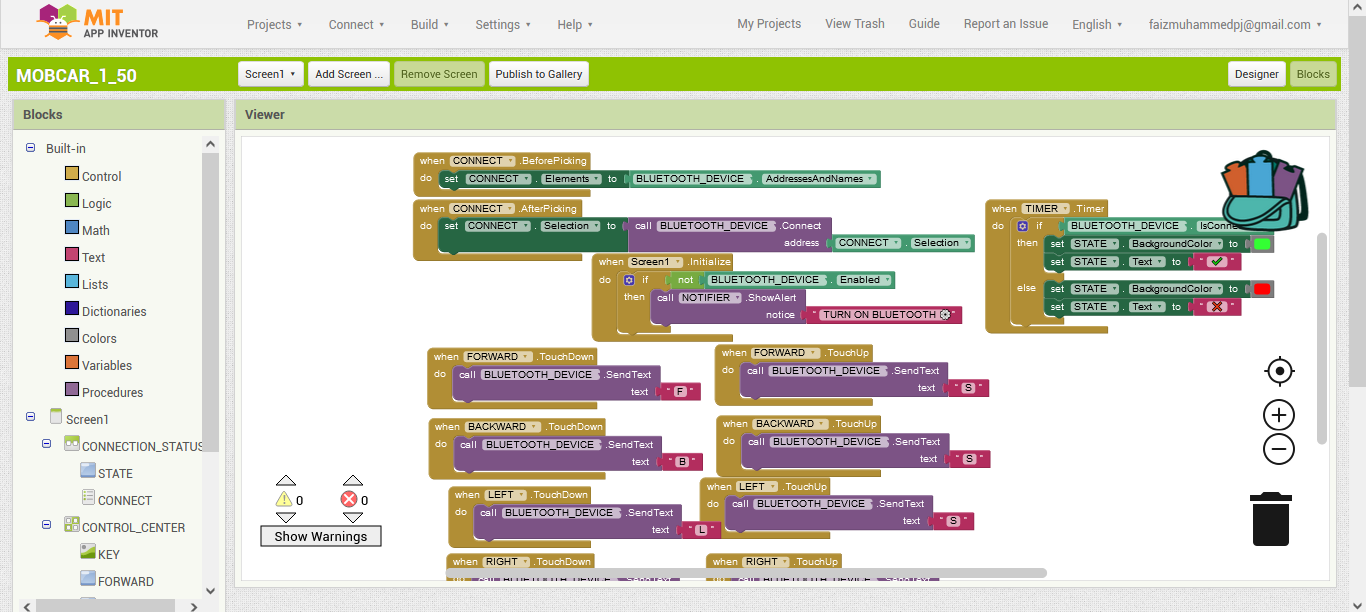 MIT
APP INVENTOR
Projects Connect Build Settings Help My Projects View Trash Guide Report an Issue English faizmuhammedpj@gmail.com
MOBCAR_1_50 Screen1 Add Screen ... Remove Screen Publish to Gallery Designer Blocks
Blocks
Viewer
Built-in
Control
Logic
Math
Text
Lists
Dictionaries
Colors
Variables
Procedures
Screen1
CONNECTION_STATUS
STATE
CONNECT
CONTROL_CENTER
KEY
FORWARD
when CONNECT .BeforePicking
do set CONNECT . Elements to BLUETOOTH_DEVICE . AddressesAndNames
when CONNECT .AfterPicking
do set CONNECT . Selection to call BLUETOOTH_DEVICE .Connect
address CONNECT . Selection
when Screen1 .Initialize
do if not BLUETOOTH_DEVICE . Enabled
then call NOTIFIER .ShowAlert
notice " TURN ON BLUETOOTH "
when TIMER .Timer
do if BLUETOOTH_DEVICE .
then set STATE . BackgroundColor to
set STATE . Text to " ✔ "
else set STATE . BackgroundColor to
set STATE . Text to " ❌ "
when FORWARD .TouchDown
do call BLUETOOTH_DEVICE .SendText
text " F "
when FORWARD .TouchUp
do call BLUETOOTH_DEVICE .SendText
text " S "
when BACKWARD .TouchDown
do call BLUETOOTH_DEVICE .SendText
text " B "
when BACKWARD .TouchUp
do call BLUETOOTH_DEVICE .SendText
text " S "
when LEFT .TouchDown
do call BLUETOOTH_DEVICE .SendText
text " L "
when LEFT .TouchUp
do call BLUETOOTH_DEVICE .SendText
text " S "
when RIGHT .TouchDown
do call BLUETOOTH_DEVICE .SendText
when RIGHT .TouchUp
do call BLUETOOTH_DEVICE .SendText
0 0
Show Warnings